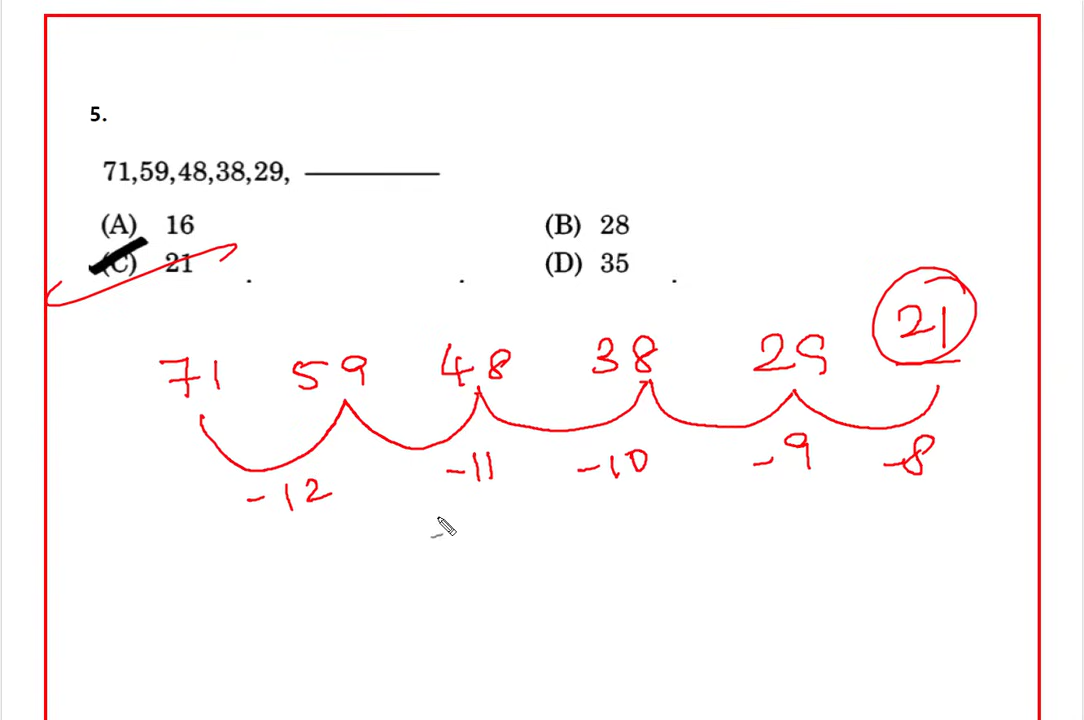 5.
71,59,48,38,29,
(A) 16 (B) 28
(C) 21 (D) 35
71 59 48 38 29 21
-12 -11 -10 -9 -8